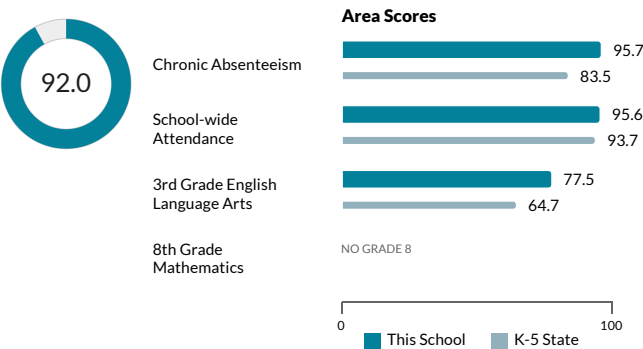 Area Scores
92.0
Chronic Absenteeism
95.7
83.5
School-wide
Attendance
95.6
93.7
3rd Grade English
Language Arts
77.5
64.7
8th Grade
Mathematics
NO GRADE 8
0
100
This School
K-5 State